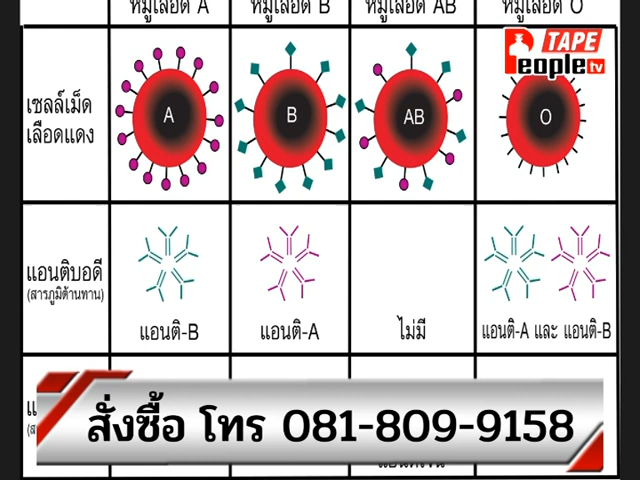 หมู่เลือด A หมู่เลือด B หมู่เลือด AB หมู่เลือด O
TAPE
People tv
เซลล์เม็ด
เลือดแดง
A B AB O
แอนติบอดี
(สารภูมิต้านทาน)
แอนติ-B แอนติ-A ไม่มี แอนติ-A และ แอนติ-B
สั่งซื้อ โทร 081-809-9158